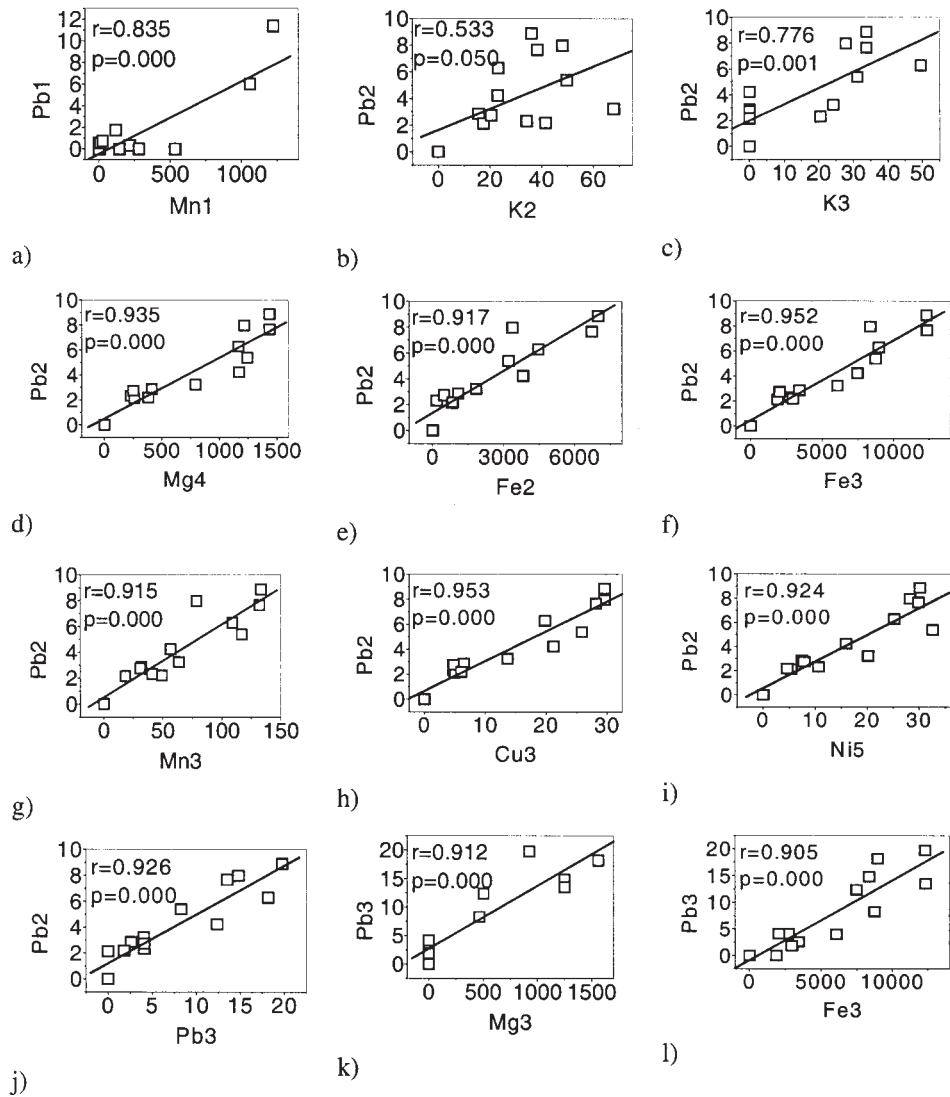 12
10
8
6
4
2
0
Pb1
r=0.835
p=0.000
0 500 1000
Mn1
a)
10
8
6
4
2
0
Pb2
r=0.533
p=0.050
0 20 40 60
K2
b)
10
8
6
4
2
0
Pb2
r=0.776
p=0.001
0 10 20 30 40 50
K3
c)
10
8
6
4
2
0
Pb2
r=0.935
p=0.000
0 500 1000 1500
Mg4
d)
10
8
6
4
2
0
Pb2
r=0.917
p=0.000
0 3000 6000
Fe2
e)
10
8
6
4
2
0
Pb2
r=0.952
p=0.000
0 5000 10000
Fe3
f)
10
8
6
4
2
0
Pb2
r=0.915
p=0.000
0 50 100 150
Mn3
g)
10
8
6
4
2
0
Pb2
r=0.953
p=0.000
0 10 20 30
Cu3
h)
10
8
6
4
2
0
Pb2
r=0.924
p=0.000
0 10 20 30
Ni5
i)
10
8
6
4
2
0
Pb2
r=0.926
p=0.000
0 5 10 15 20
Pb3
j)
20
15
10
5
0
Pb3
r=0.912
p=0.000
0 500 1000 1500
Mg3
k)
20
15
10
5
0
Pb3
r=0.905
p=0.000
0 5000 10000
Fe3
l)